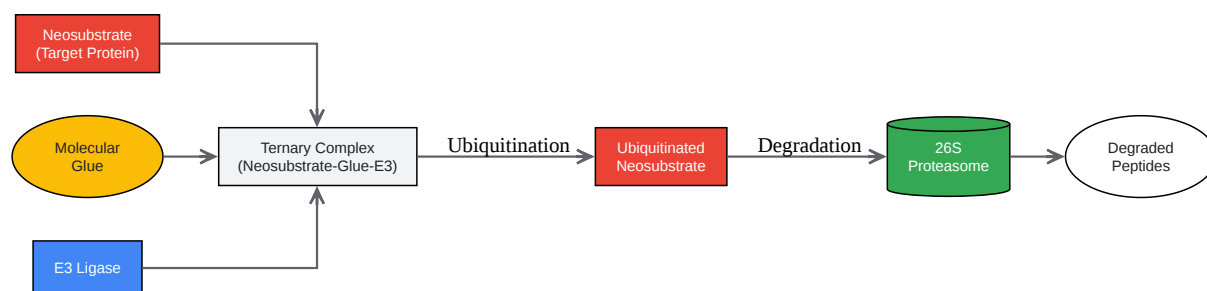 Neosubstrate
(Target Protein)
Molecular
Glue
E3 Ligase
Ternary Complex
(Neosubstrate-Glue-E3)
Ubiquitination
Ubiquitinated
Neosubstrate
Degradation
26S
Proteasome
Degraded
Peptides